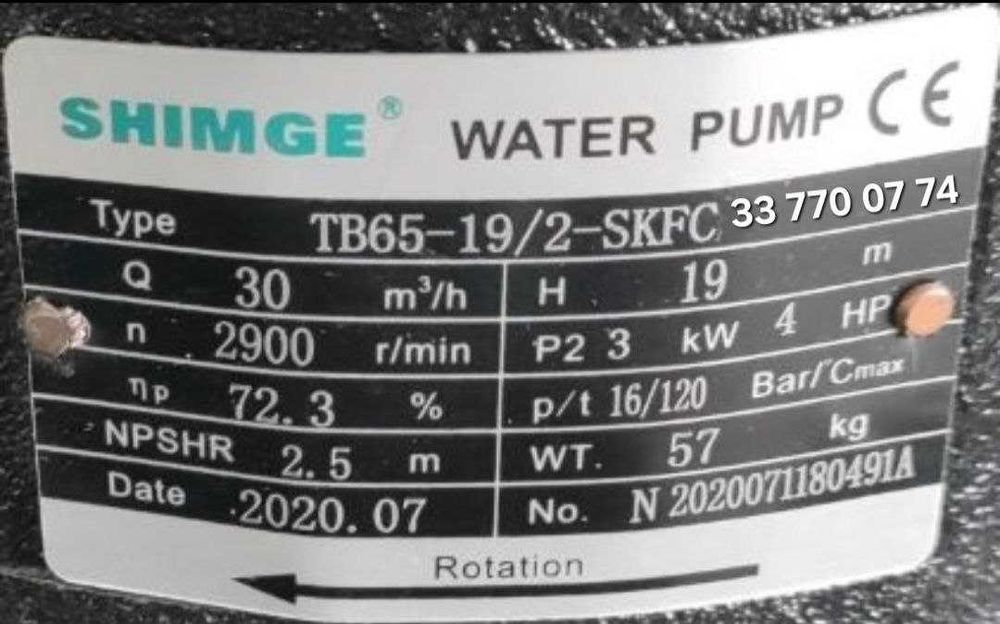 SHIMGE® WATER PUMP CE
Type TB65-19/2-SKFC 33 770 07 74
Q 30 m³/h H 19 m
n 2900 r/min P2 3 kW 4 HP
ηp 72.3 % p/t 16/120 Bar/°Cmax
NPSHR 2.5 m WT. 57 kg
Date 2020.07 No. N 2020071180491A
Rotation